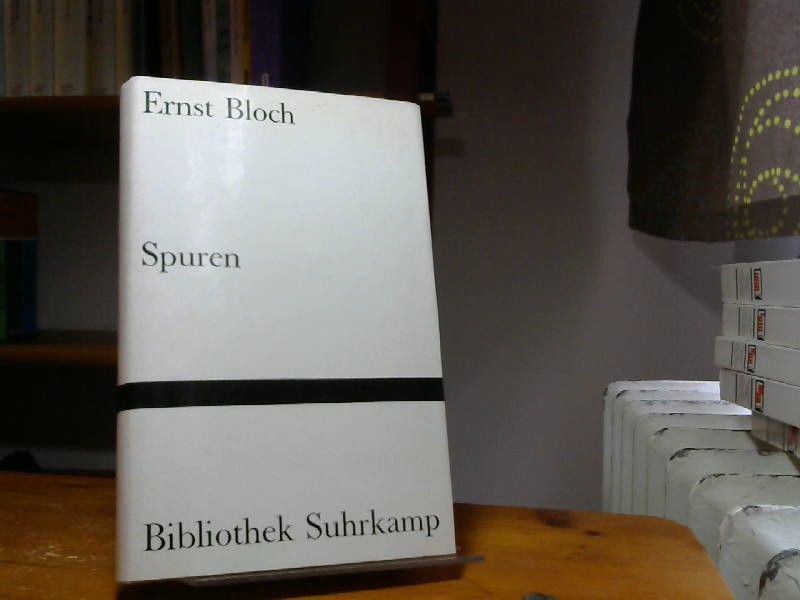 Ernst Bloch
Spuren
Bibliothek Suhrkamp